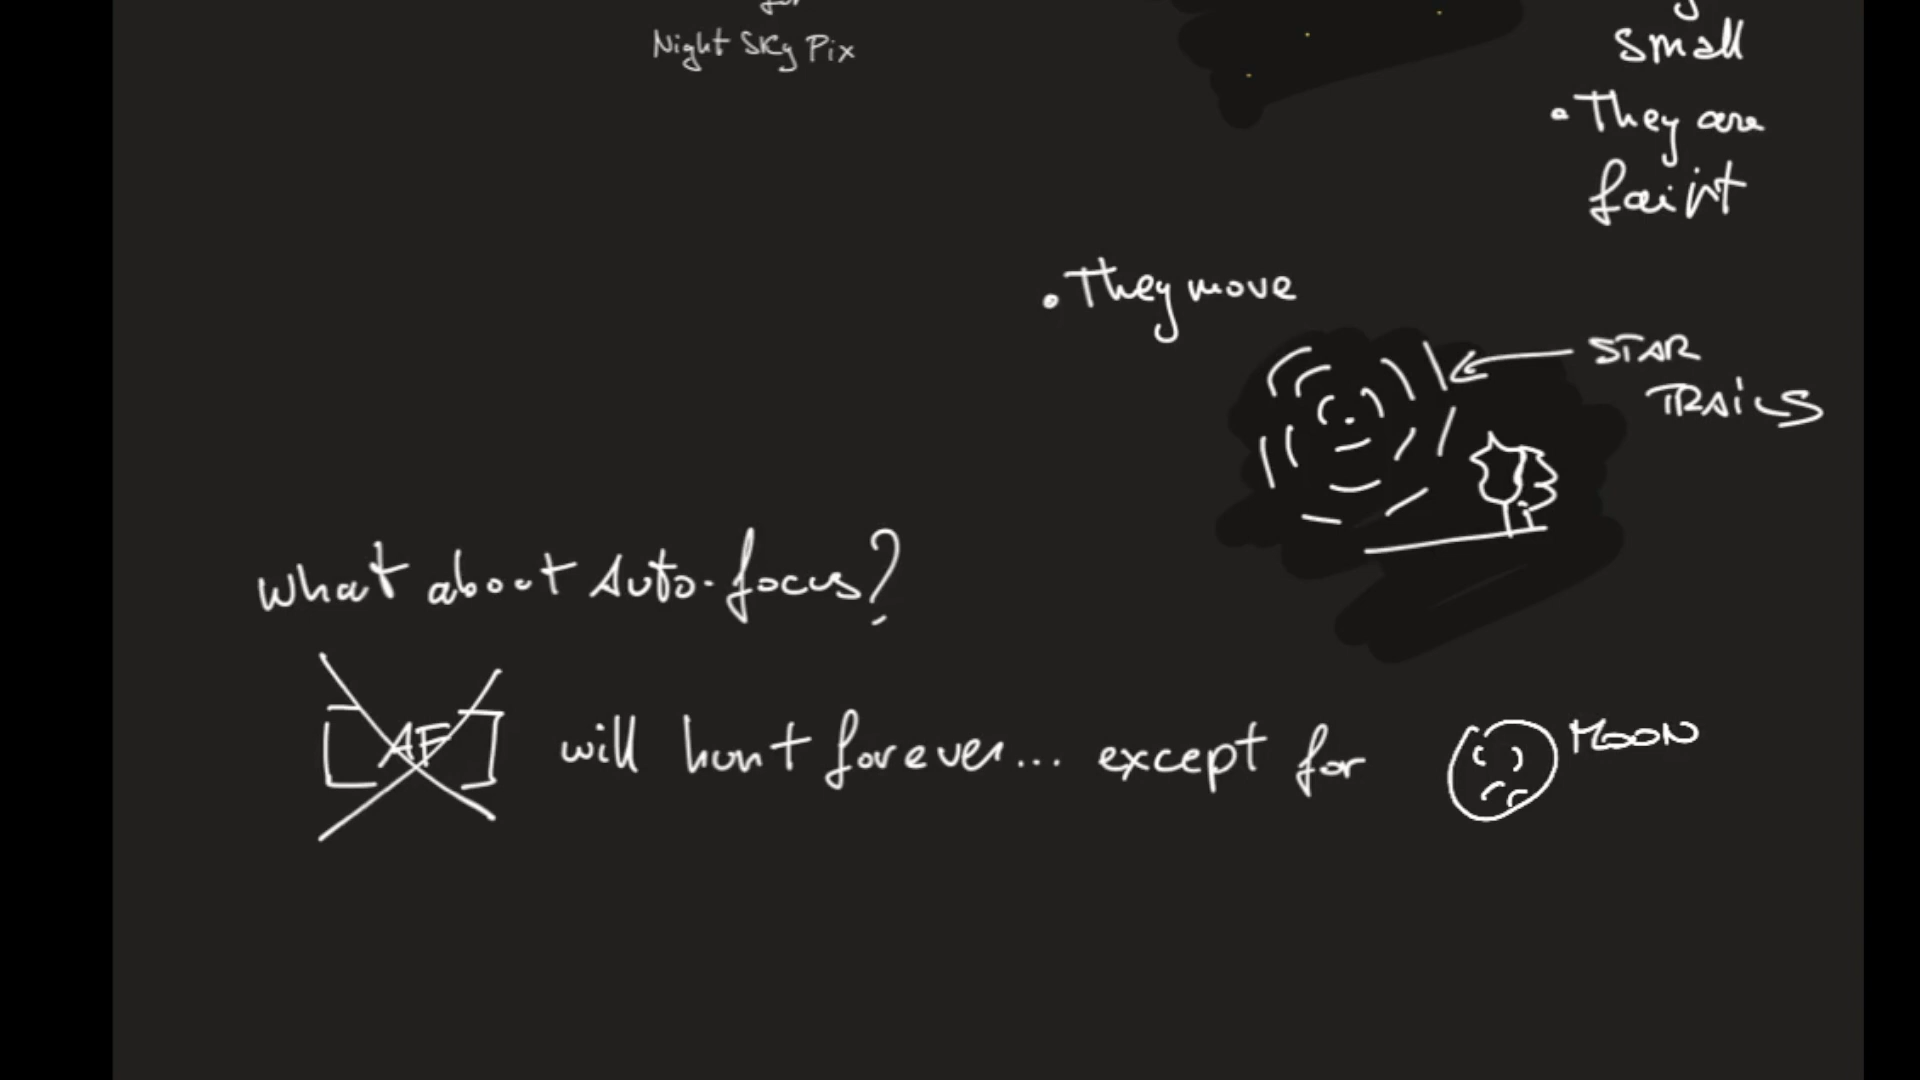 for
Night Sky Pix
small
• They are
faint
• They move
STAR
TRAiLS
What about Auto-focus?
[AF] will hunt forever... except for MOON